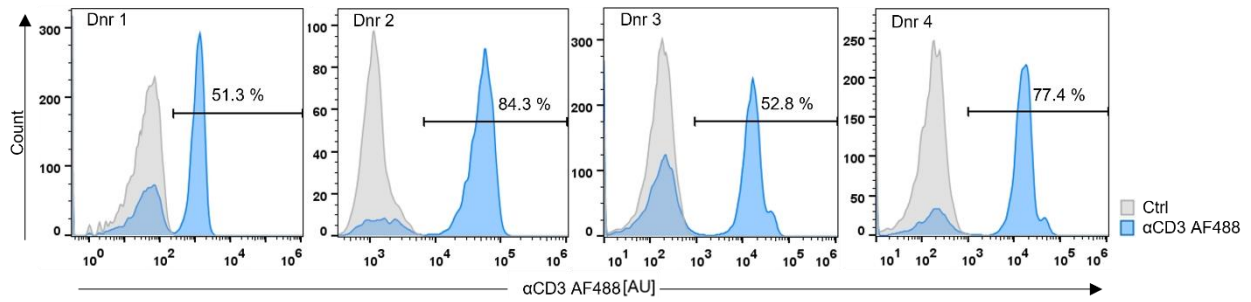 Dnr 1
Dnr 2
Dnr 3
Dnr 4
Count
300
200
100
0
51.3 %
10⁰ 10² 10⁴ 10⁶
100
80
60
40
20
0
84.3 %
10³ 10⁴ 10⁵ 10⁶
300
200
100
0
52.8 %
10¹ 10² 10³ 10⁴ 10⁵ 10⁶
250
200
150
100
50
0
77.4 %
10¹ 10² 10³ 10⁴ 10⁵ 10⁶
Ctrl
αCD3 AF488
αCD3 AF488[AU]